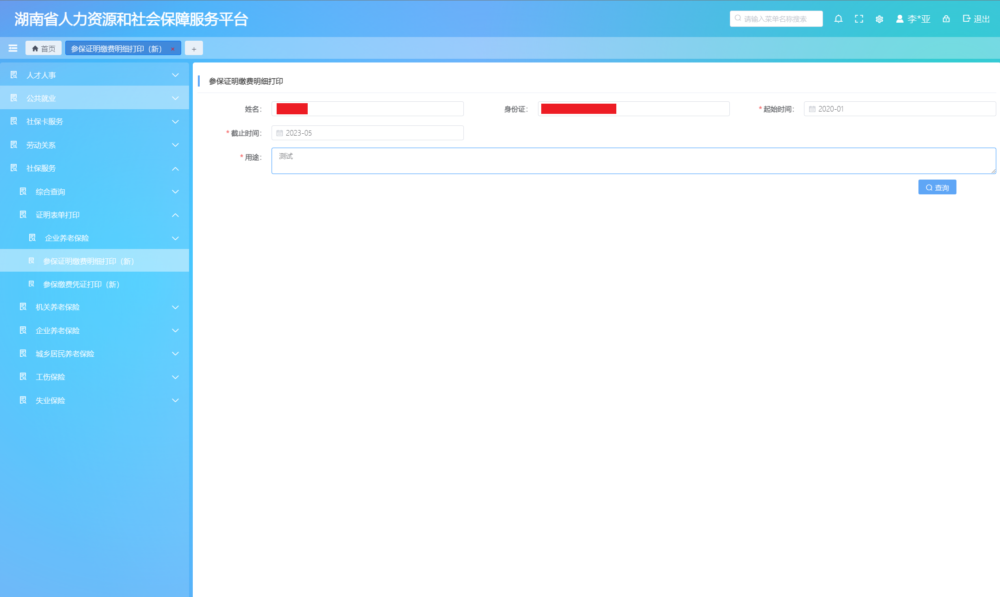 湖南省人力资源和社会保障服务平台
请输入菜单名称搜索
李*亚
退出
首页
参保证明缴费明细打印（新） ×
+
人才人事
公共就业
社保卡服务
劳动关系
社保服务
综合查询
证明表单打印
企业养老保险
参保证明缴费明细打印（新）
参保缴费凭证打印（新）
机关养老保险
企业养老保险
城乡居民养老保险
工伤保险
失业保险
参保证明缴费明细打印
姓名：
身份证：
* 起始时间： 2020-01
* 截止时间： 2023-05
* 用途： 测试
查询